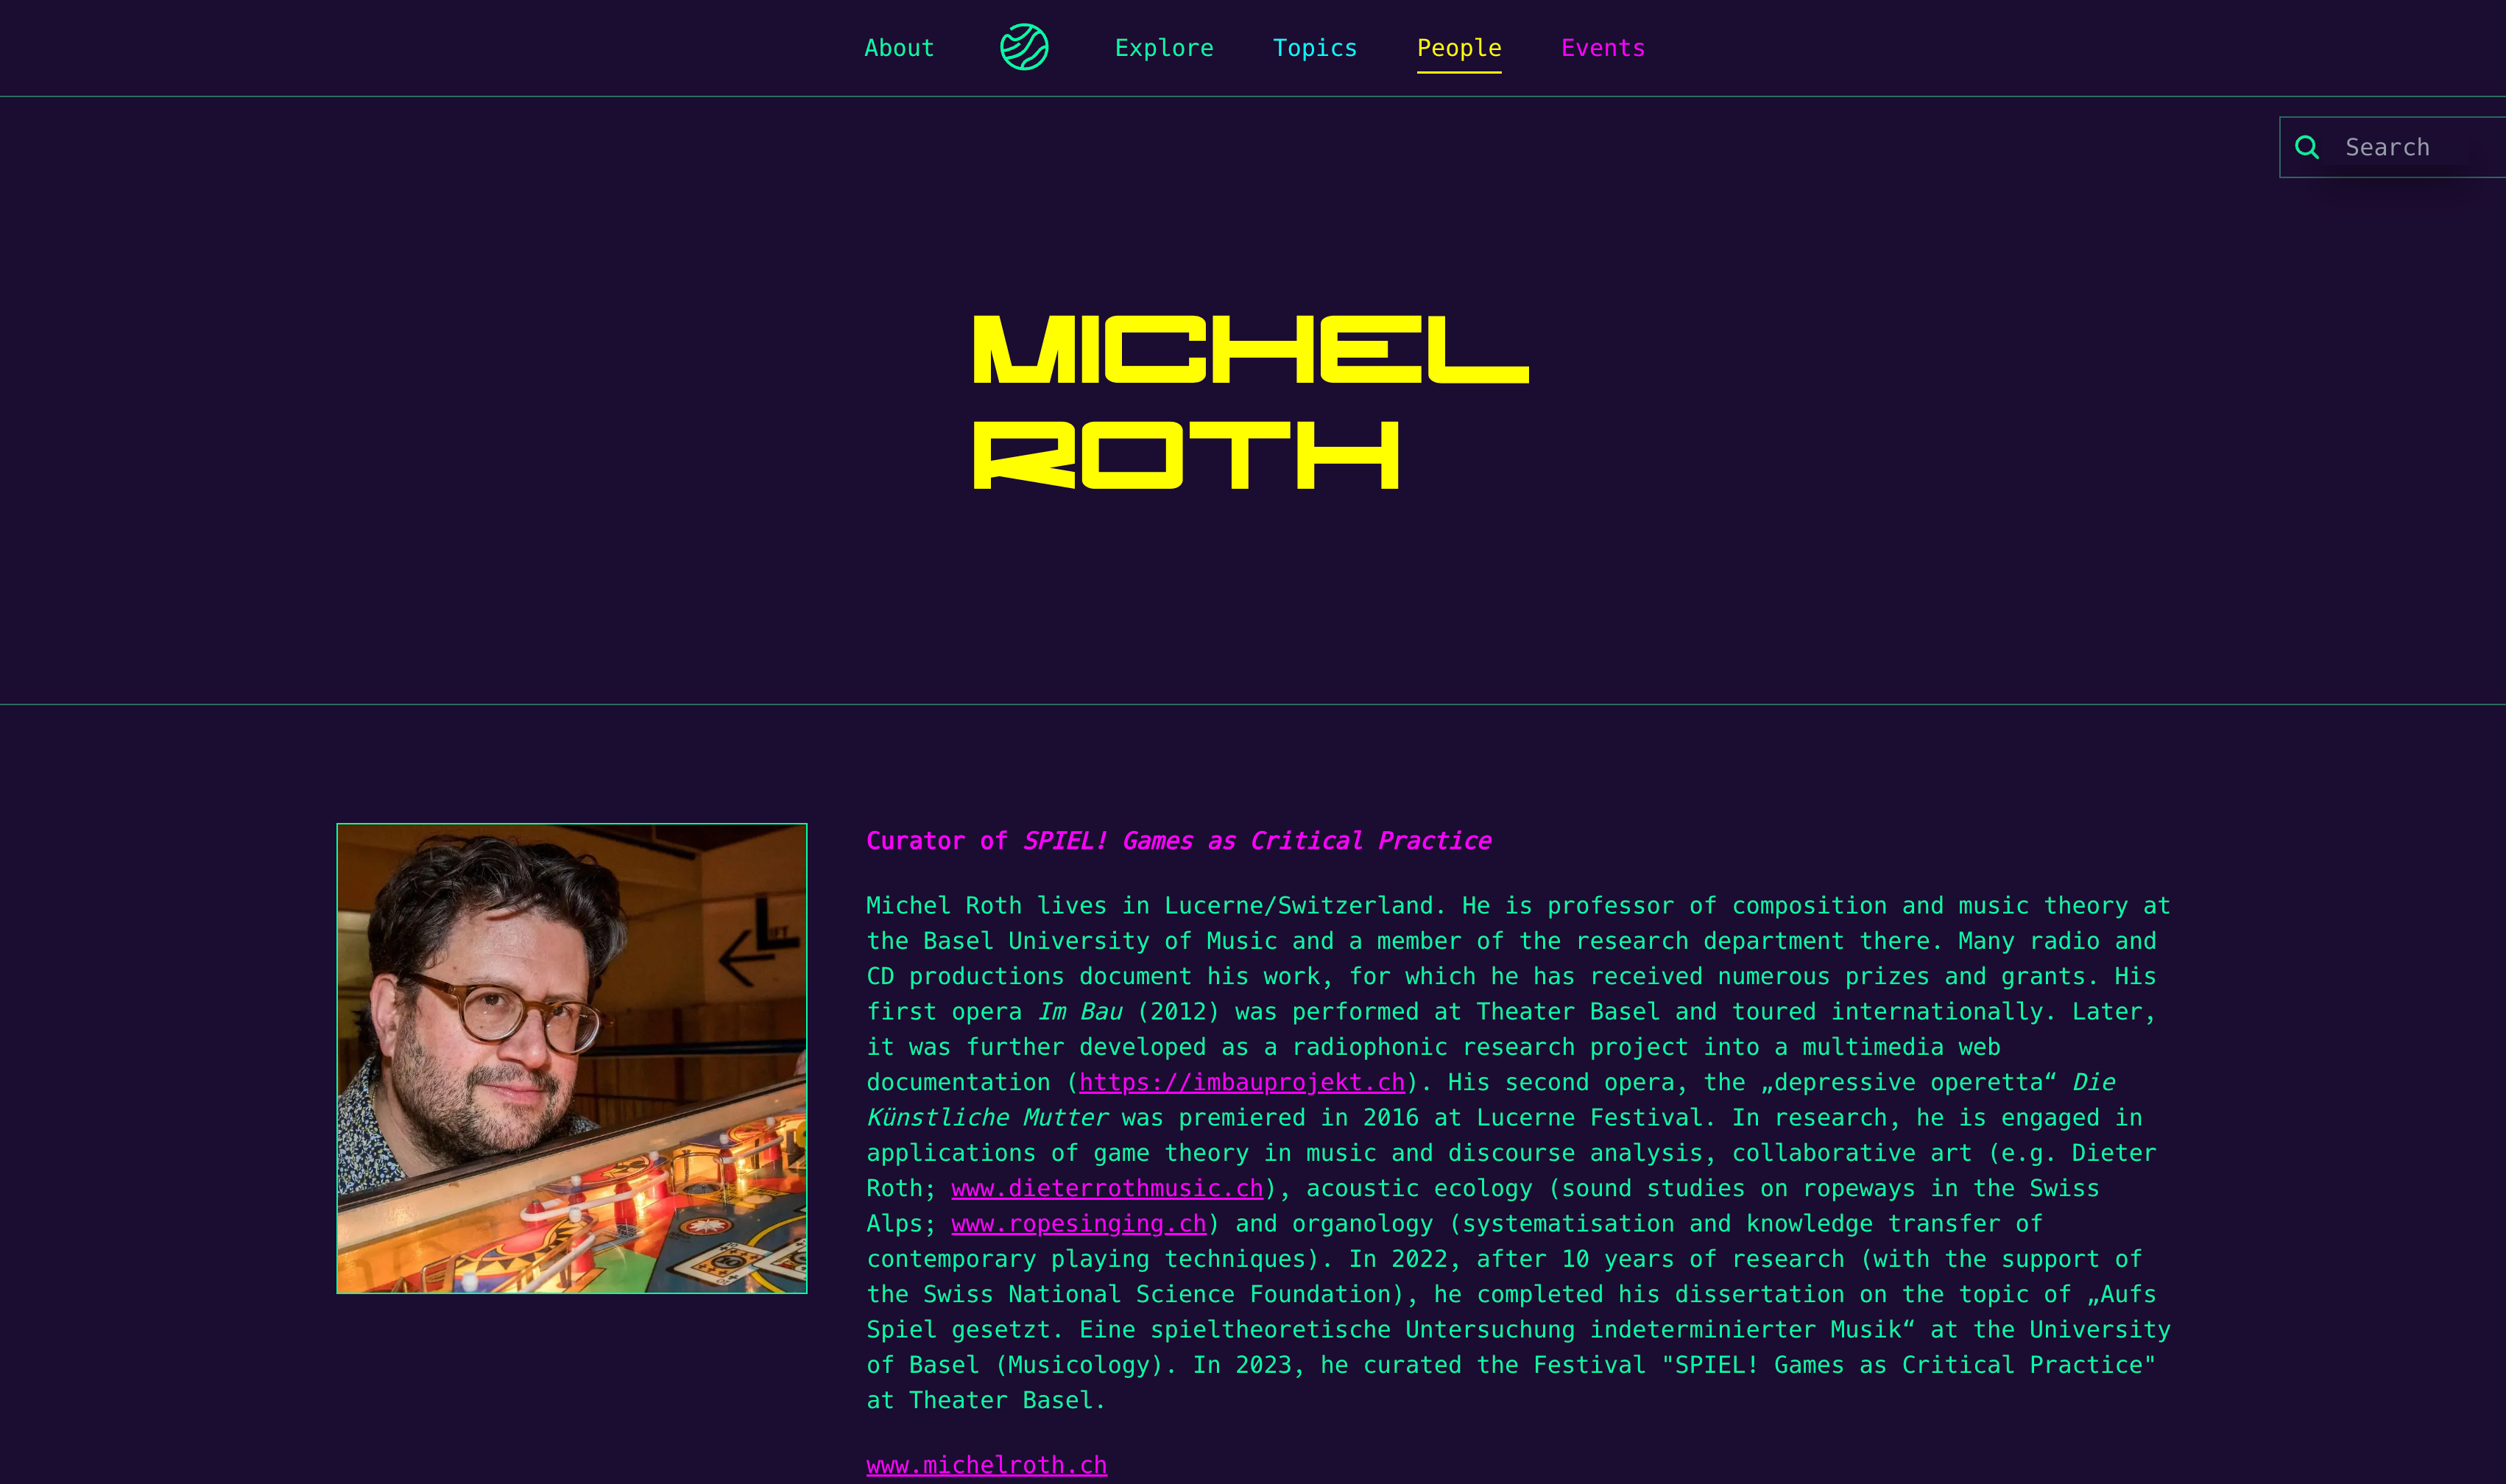 About Explore Topics People Events
Search
MICHEL
ROTH
Curator of SPIEL! Games as Critical Practice
Michel Roth lives in Lucerne/Switzerland. He is professor of composition and music theory at
the Basel University of Music and a member of the research department there. Many radio and
CD productions document his work, for which he has received numerous prizes and grants. His
first opera Im Bau (2012) was performed at Theater Basel and toured internationally. Later,
it was further developed as a radiophonic research project into a multimedia web
documentation (https://imbauprojekt.ch). His second opera, the „depressive operetta“ Die
Künstliche Mutter was premiered in 2016 at Lucerne Festival. In research, he is engaged in
applications of game theory in music and discourse analysis, collaborative art (e.g. Dieter
Roth; www.dieterrothmusic.ch), acoustic ecology (sound studies on ropeways in the Swiss
Alps; www.ropesinging.ch) and organology (systematisation and knowledge transfer of
contemporary playing techniques). In 2022, after 10 years of research (with the support of
the Swiss National Science Foundation), he completed his dissertation on the topic of „Aufs
Spiel gesetzt. Eine spieltheoretische Untersuchung indeterminierter Musik“ at the University
of Basel (Musicology). In 2023, he curated the Festival "SPIEL! Games as Critical Practice"
at Theater Basel.
www.michelroth.ch